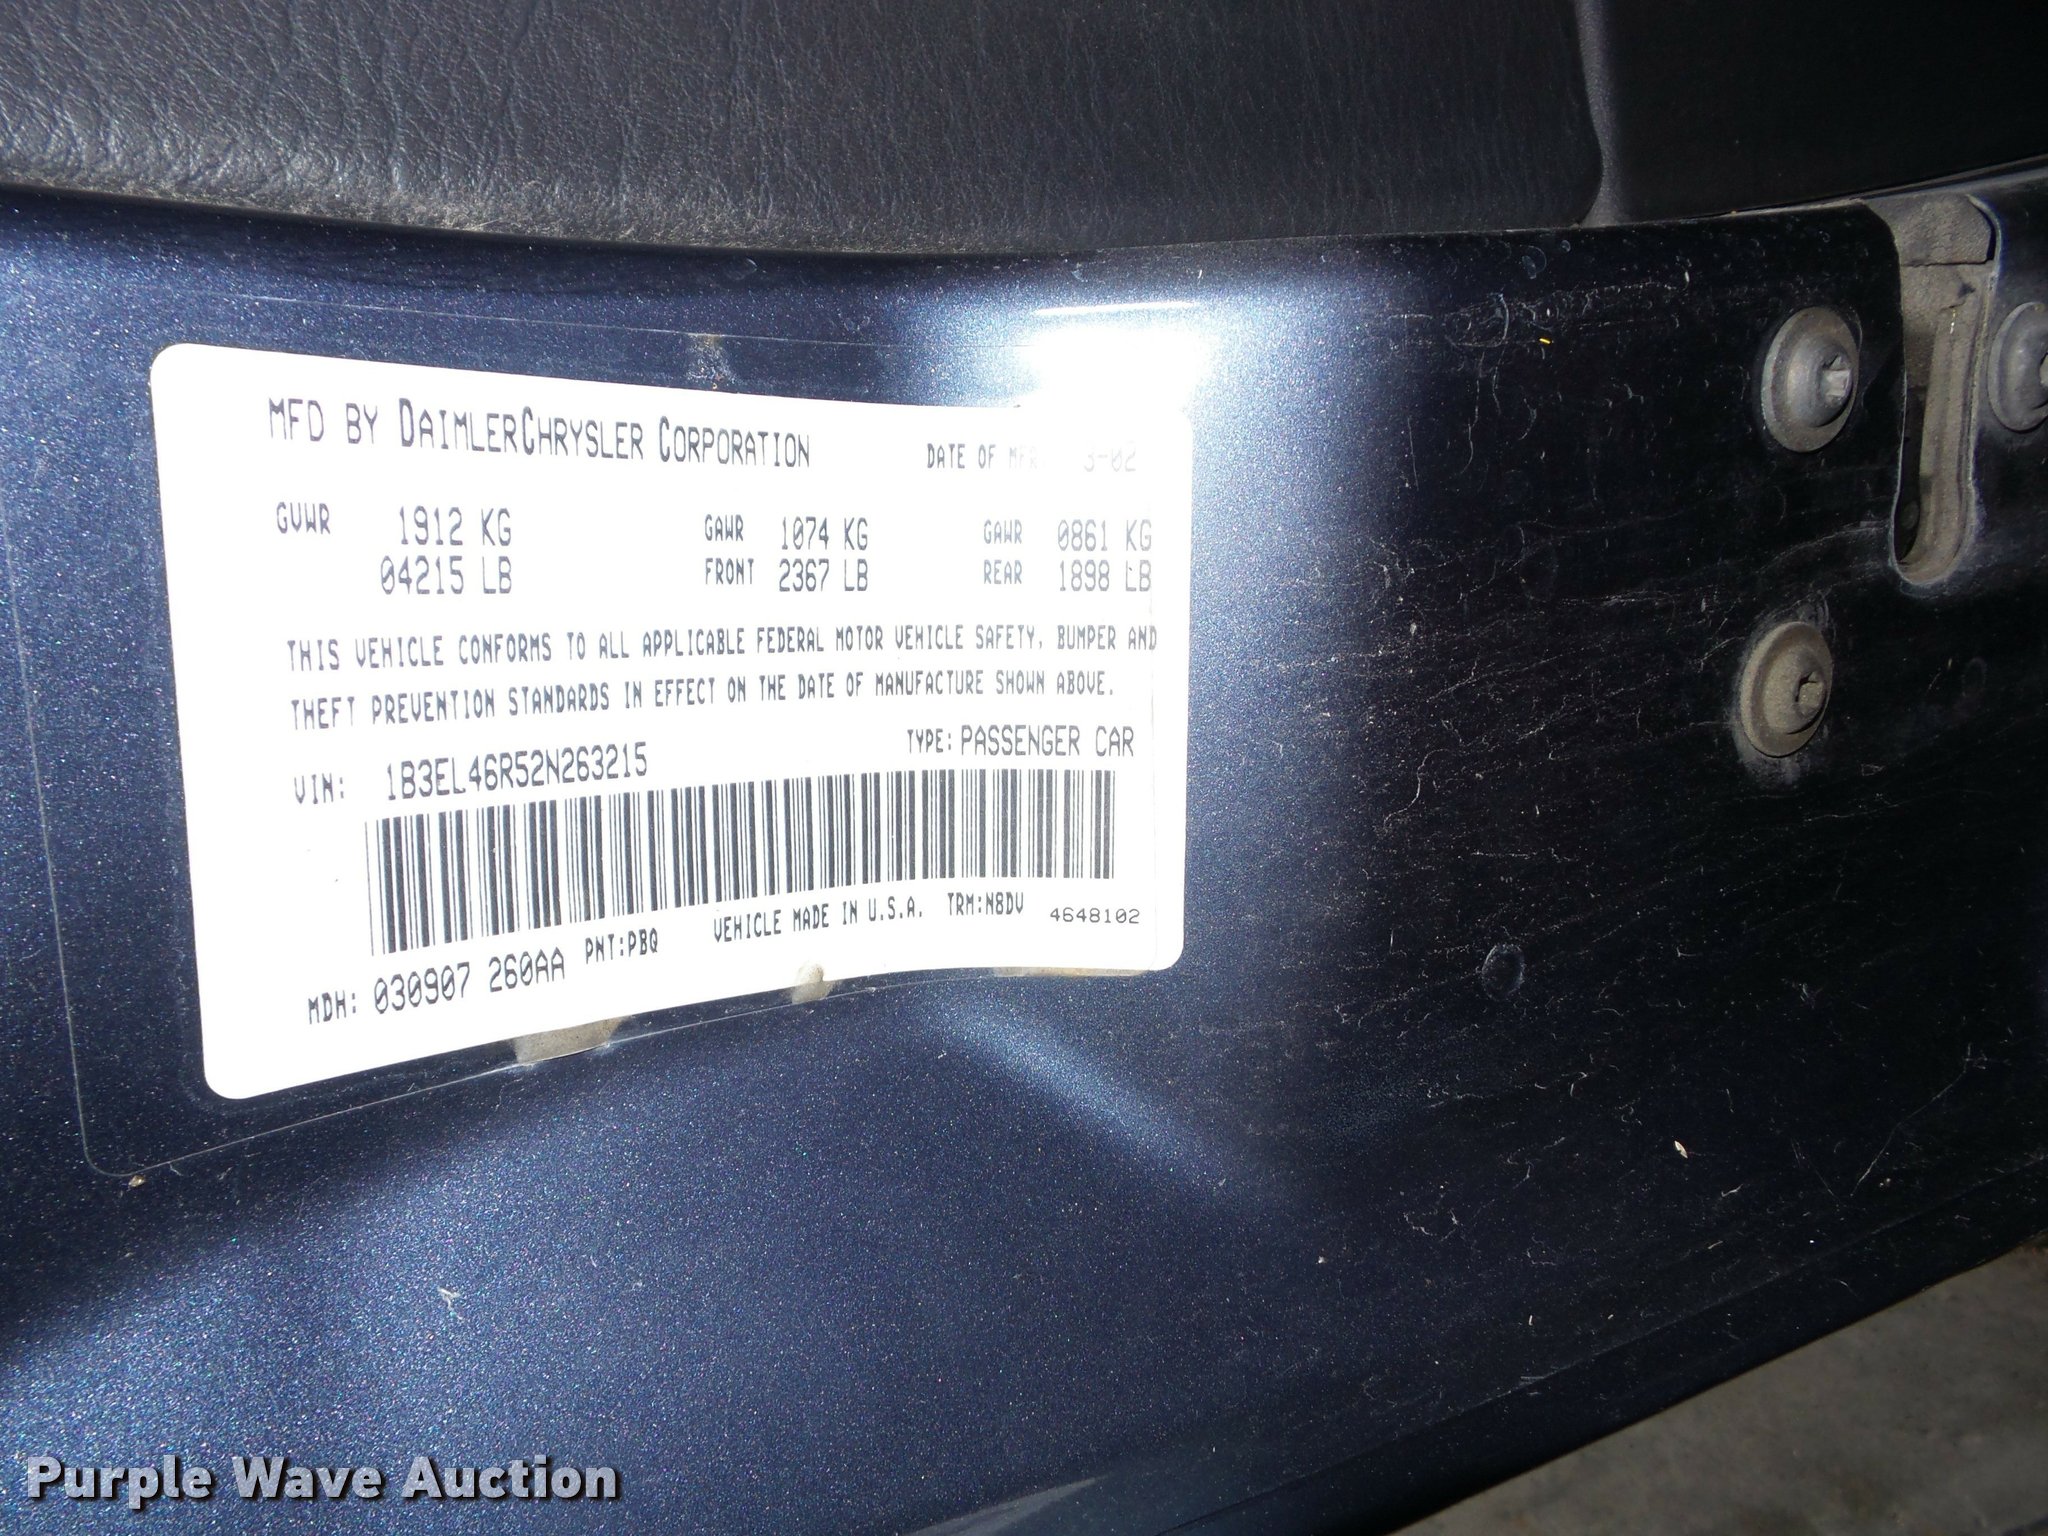 MFD BY DAIMLERCHRYSLER CORPORATION DATE OF MFR 3-02
GVWR 1912 KG GAWR 1074 KG GAWR 0861 KG
04215 LB FRONT 2367 LB REAR 1898 LB
THIS VEHICLE CONFORMS TO ALL APPLICABLE FEDERAL MOTOR VEHICLE SAFETY, BUMPER AND
THEFT PREVENTION STANDARDS IN EFFECT ON THE DATE OF MANUFACTURE SHOWN ABOVE.
VIN: 1B3EL46R52N263215 TYPE: PASSENGER CAR
MDH: 030907 260AA PNT:PBQ VEHICLE MADE IN U.S.A. TRM:N8DV 4648102
Purple Wave Auction